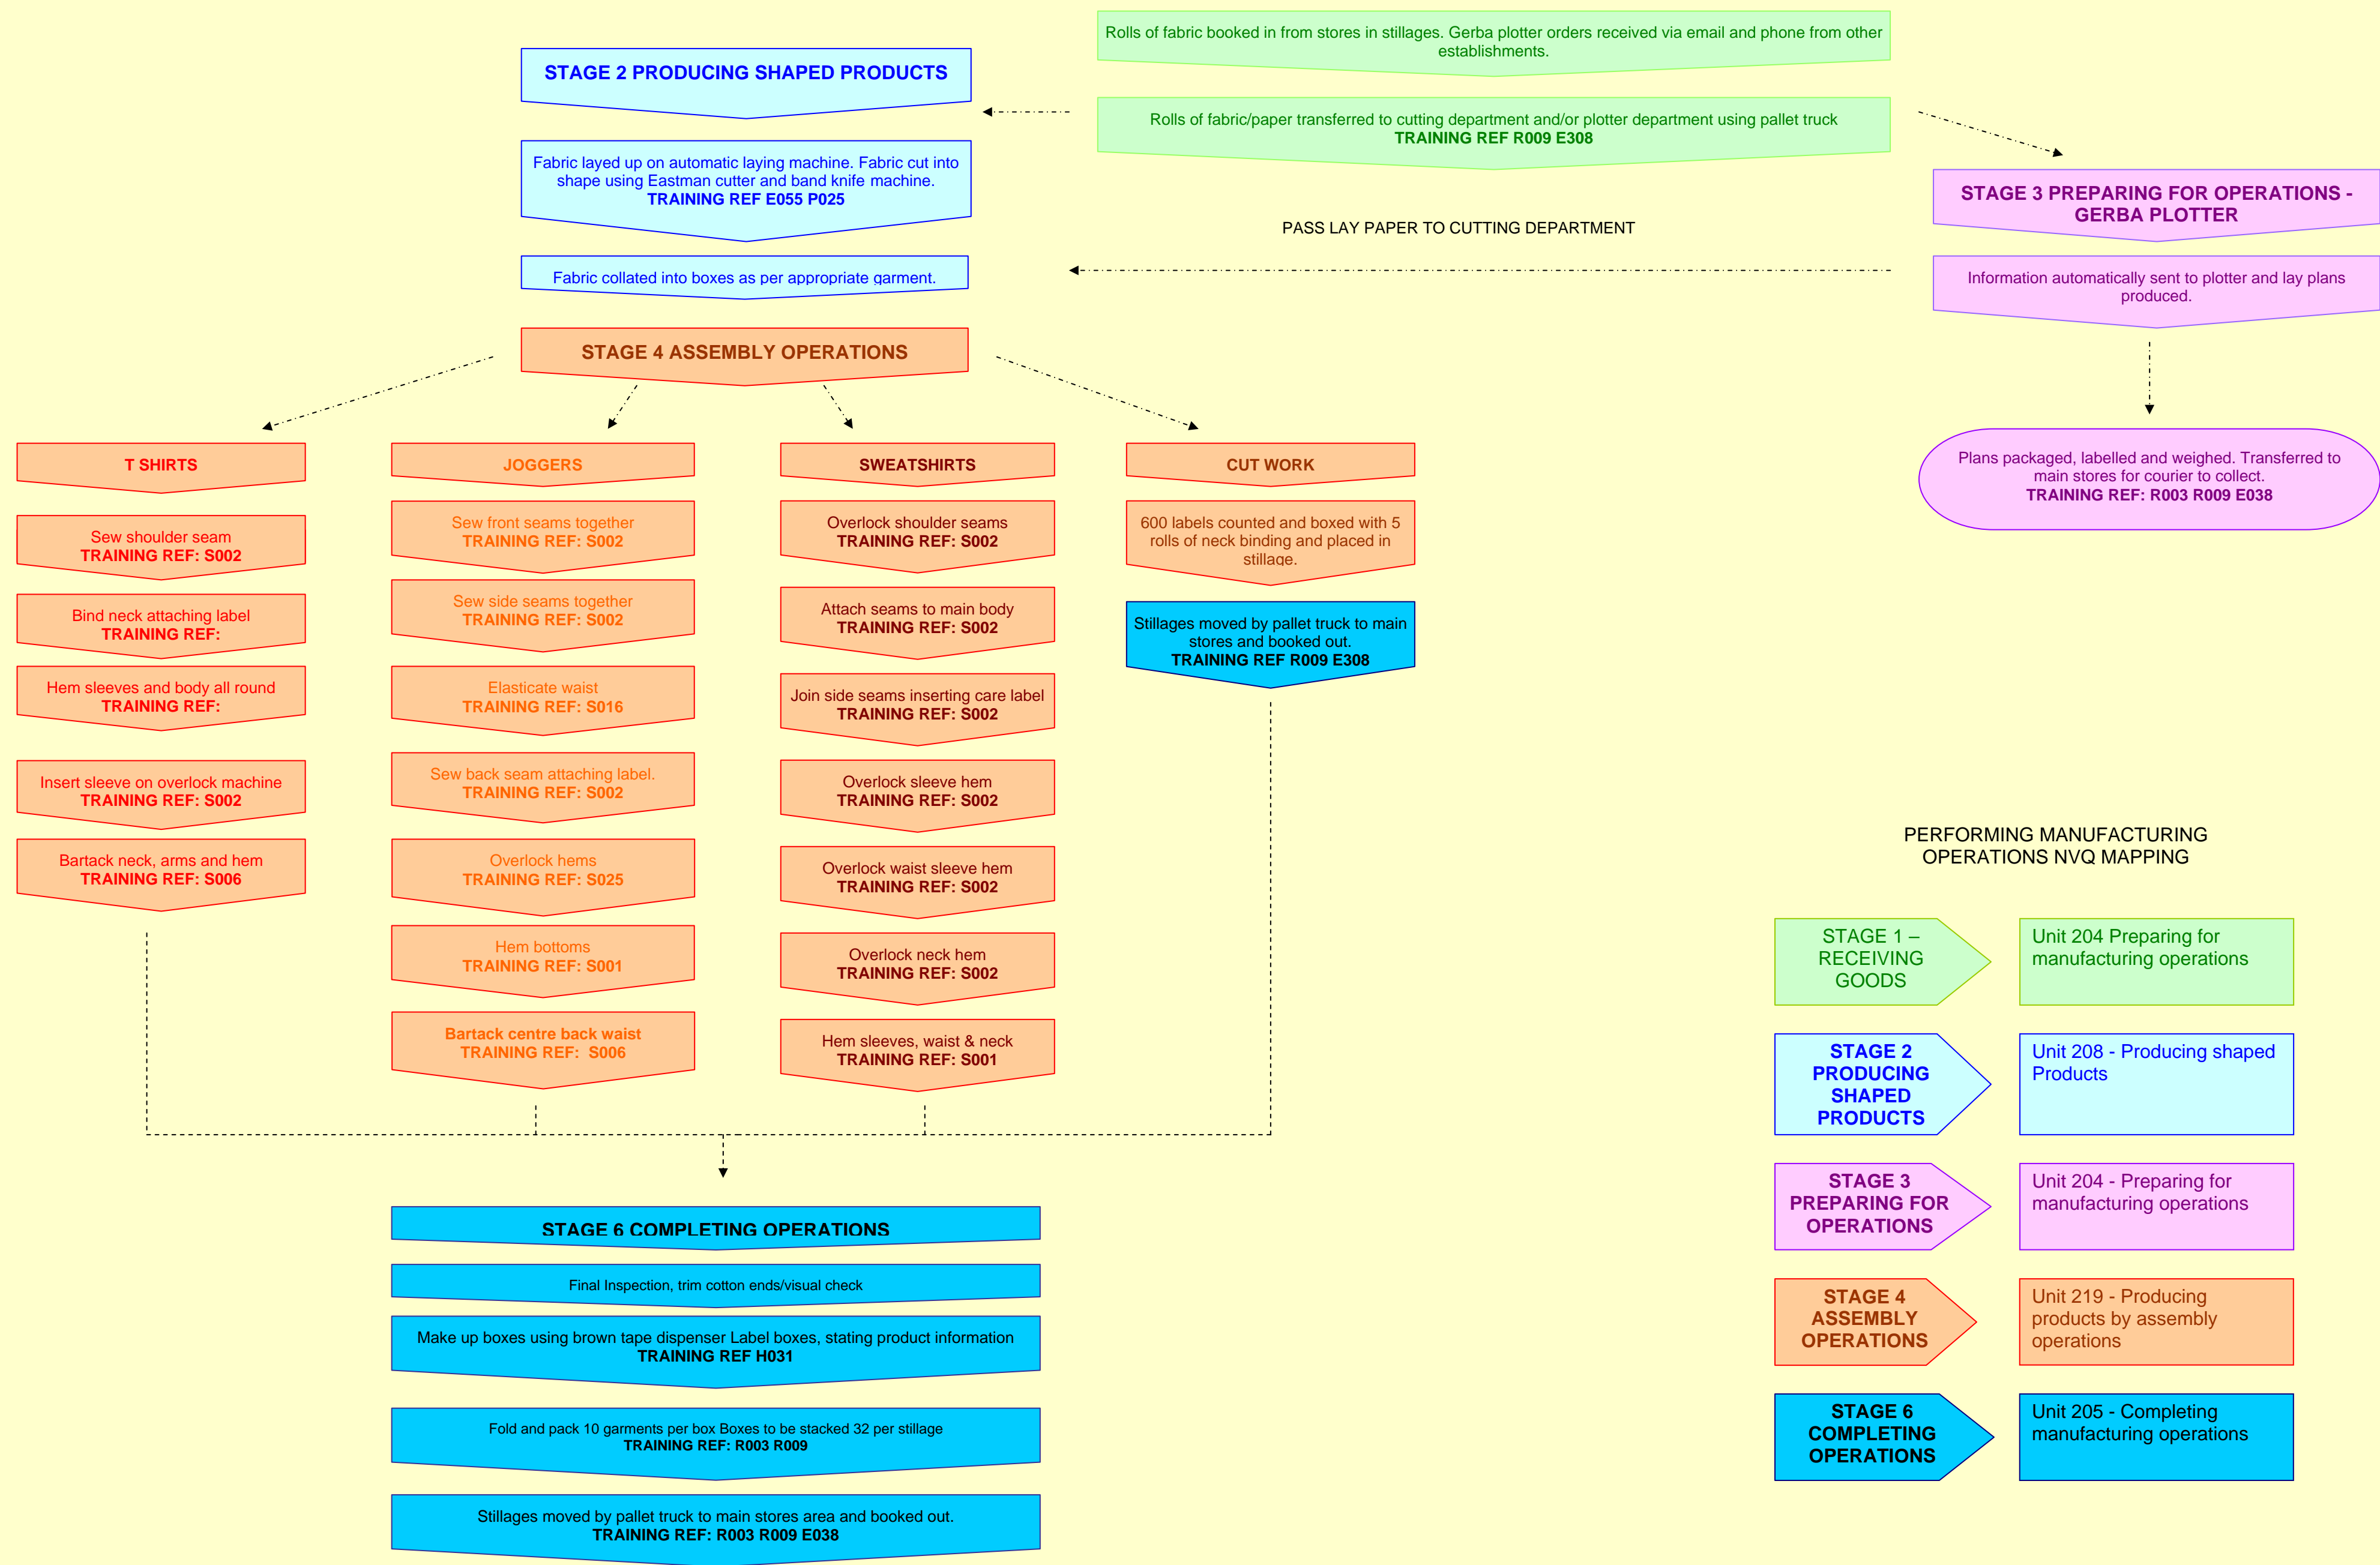 Rolls of fabric booked in from stores in stillages. Gerba plotter orders received via email and phone from other
establishments.
STAGE 2 PRODUCING SHAPED PRODUCTS
Rolls of fabric/paper transferred to cutting department and/or plotter department using pallet truck
TRAINING REF R009 E308
Fabric layed up on automatic laying machine. Fabric cut into
shape using Eastman cutter and band knife machine.
TRAINING REF E055 P025
STAGE 3 PREPARING FOR OPERATIONS -
GERBA PLOTTER
PASS LAY PAPER TO CUTTING DEPARTMENT
Fabric collated into boxes as per appropriate garment.
Information automatically sent to plotter and lay plans
produced.
STAGE 4 ASSEMBLY OPERATIONS
Plans packaged, labelled and weighed. Transferred to
main stores for courier to collect.
TRAINING REF: R003 R009 E038
T SHIRTS
Sew shoulder seam
TRAINING REF: S002
Bind neck attaching label
TRAINING REF:
Hem sleeves and body all round
TRAINING REF:
Insert sleeve on overlock machine
TRAINING REF: S002
Bartack neck, arms and hem
TRAINING REF: S006
JOGGERS
Sew front seams together
TRAINING REF: S002
Sew side seams together
TRAINING REF: S002
Elasticate waist
TRAINING REF: S016
Sew back seam attaching label.
TRAINING REF: S002
Overlock hems
TRAINING REF: S025
Hem bottoms
TRAINING REF: S001
Bartack centre back waist
TRAINING REF: S006
SWEATSHIRTS
Overlock shoulder seams
TRAINING REF: S002
Attach seams to main body
TRAINING REF: S002
Join side seams inserting care label
TRAINING REF: S002
Overlock sleeve hem
TRAINING REF: S002
Overlock waist sleeve hem
TRAINING REF: S002
Overlock neck hem
TRAINING REF: S002
Hem sleeves, waist & neck
TRAINING REF: S001
CUT WORK
600 labels counted and boxed with 5
rolls of neck binding and placed in
stillage.
Stillages moved by pallet truck to main
stores and booked out.
TRAINING REF R009 E308
STAGE 6 COMPLETING OPERATIONS
Final Inspection, trim cotton ends/visual check
Make up boxes using brown tape dispenser Label boxes, stating product information
TRAINING REF H031
Fold and pack 10 garments per box Boxes to be stacked 32 per stillage
TRAINING REF: R003 R009
Stillages moved by pallet truck to main stores area and booked out.
TRAINING REF: R003 R009 E038
PERFORMING MANUFACTURING
OPERATIONS NVQ MAPPING
STAGE 1 –
RECEIVING
GOODS
Unit 204 Preparing for
manufacturing operations
STAGE 2
PRODUCING
SHAPED
PRODUCTS
Unit 208 - Producing shaped
Products
STAGE 3
PREPARING FOR
OPERATIONS
Unit 204 - Preparing for
manufacturing operations
STAGE 4
ASSEMBLY
OPERATIONS
Unit 219 - Producing
products by assembly
operations
STAGE 6
COMPLETING
OPERATIONS
Unit 205 - Completing
manufacturing operations